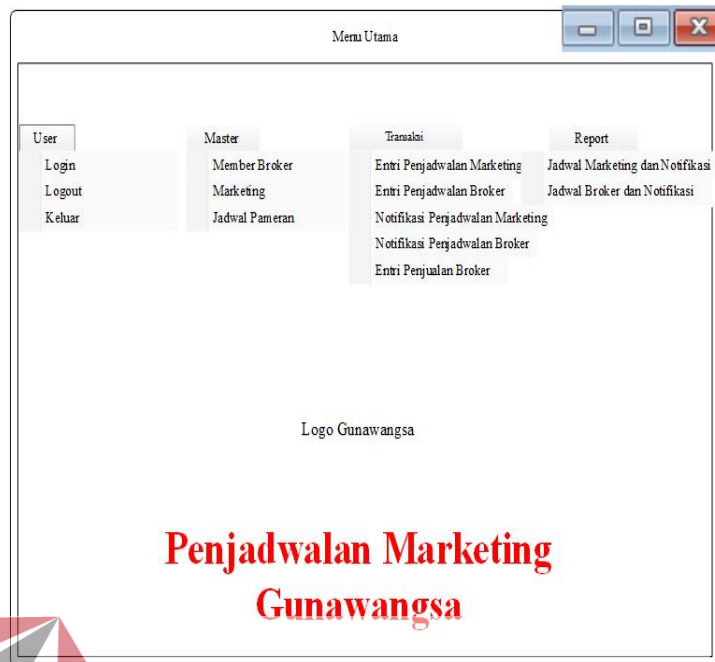 Menu Utama
User
Login
Logout
Keluar
Master
Member Broker
Marketing
Jadwal Pameran
Transaksi
Entri Penjadwalan Marketing
Entri Penjadwalan Broker
Notifikasi Penjadwalan Marketing
Notifikasi Penjadwalan Broker
Entri Penjualan Broker
Report
Jadwal Marketing dan Notifikasi
Jadwal Broker dan Notifikasi
Logo Gunawangsa
Penjadwalan Marketing
Gunawangsa